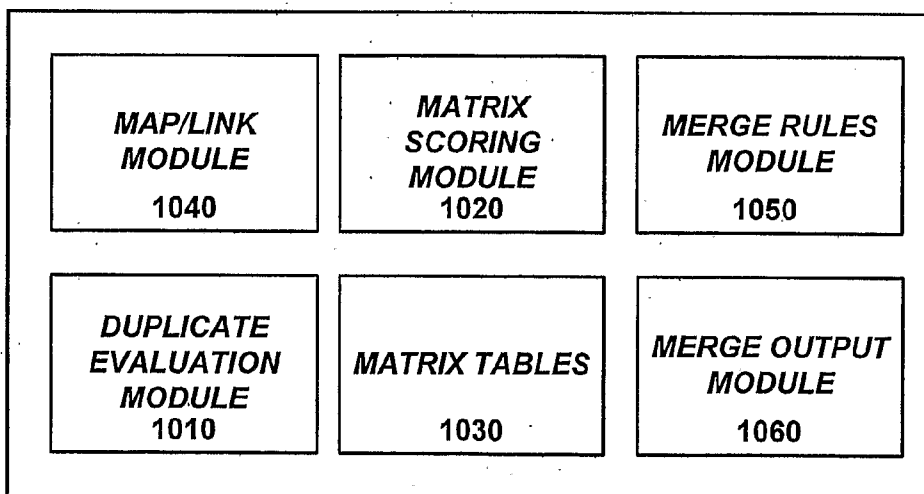 MAP/LINK
MODULE
1040
MATRIX
SCORING
MODULE
1020
MERGE RULES
MODULE
1050
DUPLICATE
EVALUATION
MODULE
1010
MATRIX TABLES
1030
MERGE OUTPUT
MODULE
1060